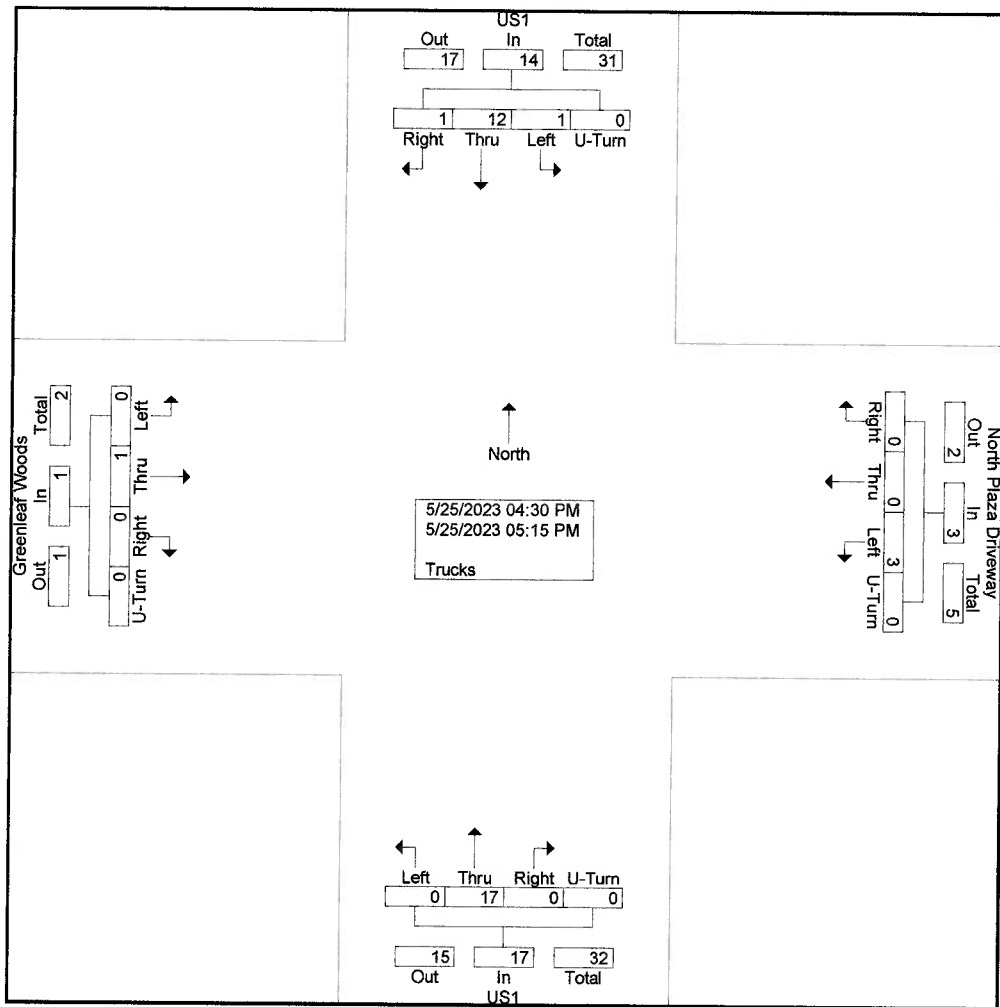 US1
Out In Total
17 14 31
1 12 1 0
Right Thru Left U-Turn
Greenleaf Woods
Total In Out
2 1 1
0 1 0 0
Left Thru Right U-Turn
North
5/25/2023 04:30 PM
5/25/2023 05:15 PM
Trucks
Right Thru Left U-Turn
0 0 3 0
2 3 5
Out In Total
North Plaza Driveway
Left Thru Right U-Turn
0 17 0 0
15 17 32
Out In Total
US1